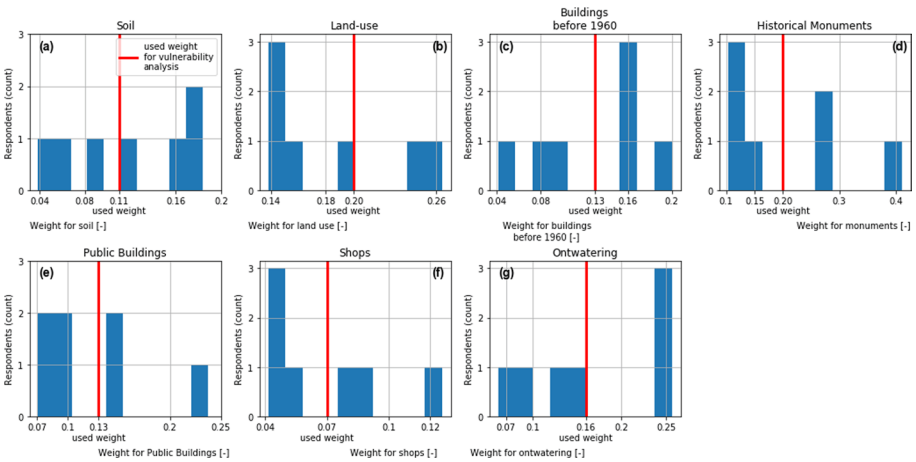 Soil
(a)
used weight
for vulnerability
analysis
Respondents (count)
3
2
1
0
0.04 0.08 0.11 0.16 0.2
used weight
Weight for soil [-]
Land-use
(b)
Respondents (count)
3
2
1
0
0.14 0.18 0.20 0.26
used weight
Weight for land use [-]
Buildings
before 1960
(c)
Respondents (count)
3
2
1
0
0.04 0.08 0.13 0.16 0.2
used weight
Weight for buildings
before 1960 [-]
Historical Monuments
(d)
Respondents (count)
3
2
1
0
0.1 0.15 0.20 0.3 0.4
used weight
Weight for monuments [-]
Public Buildings
(e)
Respondents (count)
3
2
1
0
0.07 0.1 0.13 0.2 0.25
used weight
Weight for Public Buildings [-]
Shops
(f)
Respondents (count)
3
2
1
0
0.04 0.07 0.1 0.12
used weight
Weight for shops [-]
Ontwatering
(g)
Respondents (count)
3
2
1
0
0.07 0.1 0.16 0.2 0.25
used weight
Weight for ontwatering [-]